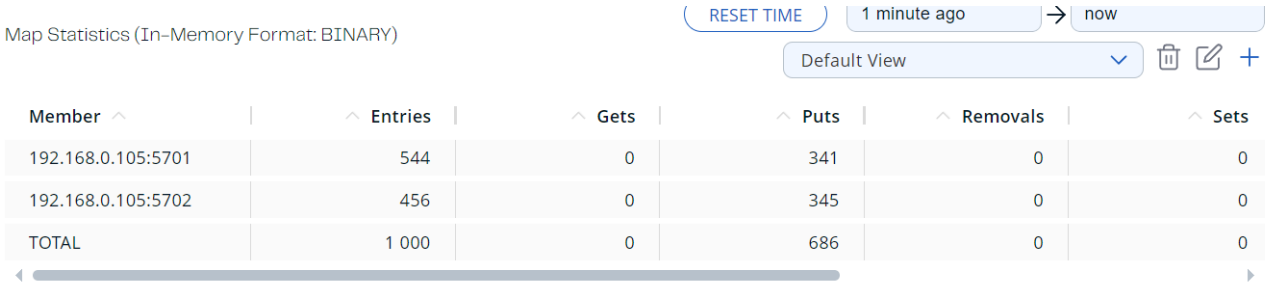 RESET TIME 1 minute ago → now
Map Statistics (In-Memory Format: BINARY)
Default View
Member Entries Gets Puts Removals Sets
192.168.0.105:5701 544 0 341 0 0
192.168.0.105:5702 456 0 345 0 0
TOTAL 1 000 0 686 0 0